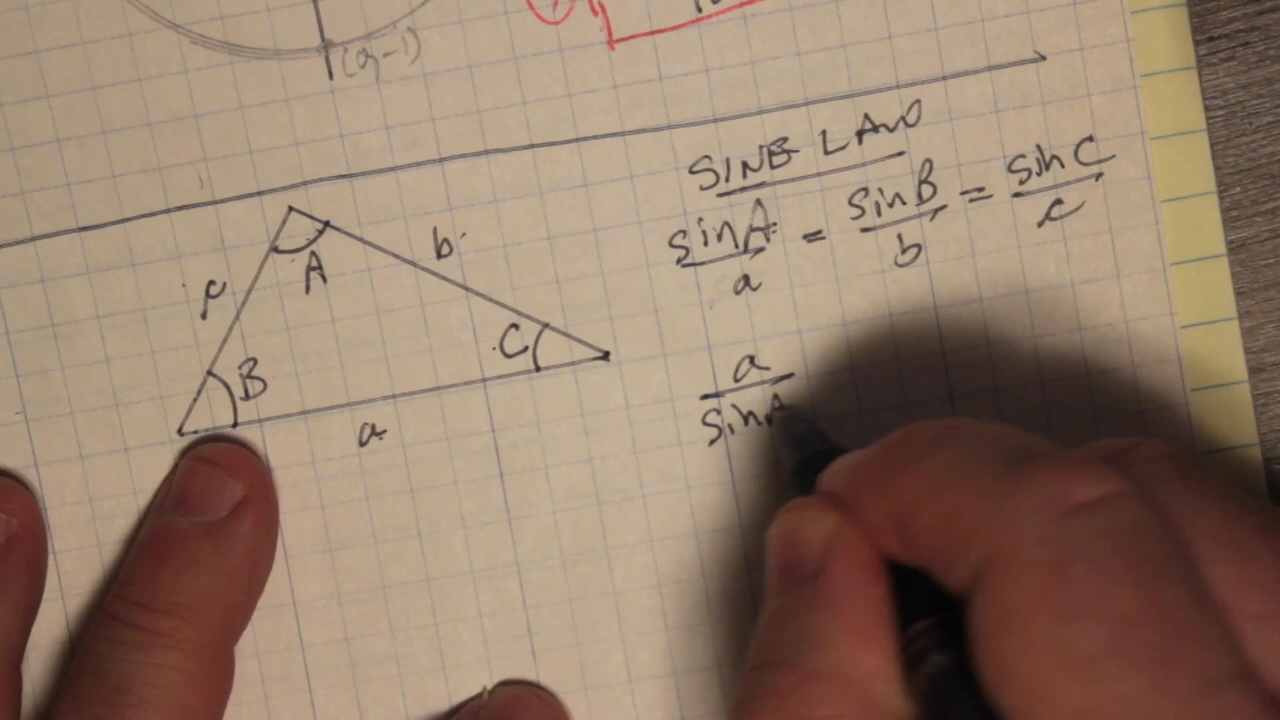 (0,-1)
SINE LAW
sinA/a = sinB/b = sinC/c
A
b
c
C
B
a
a/sinA